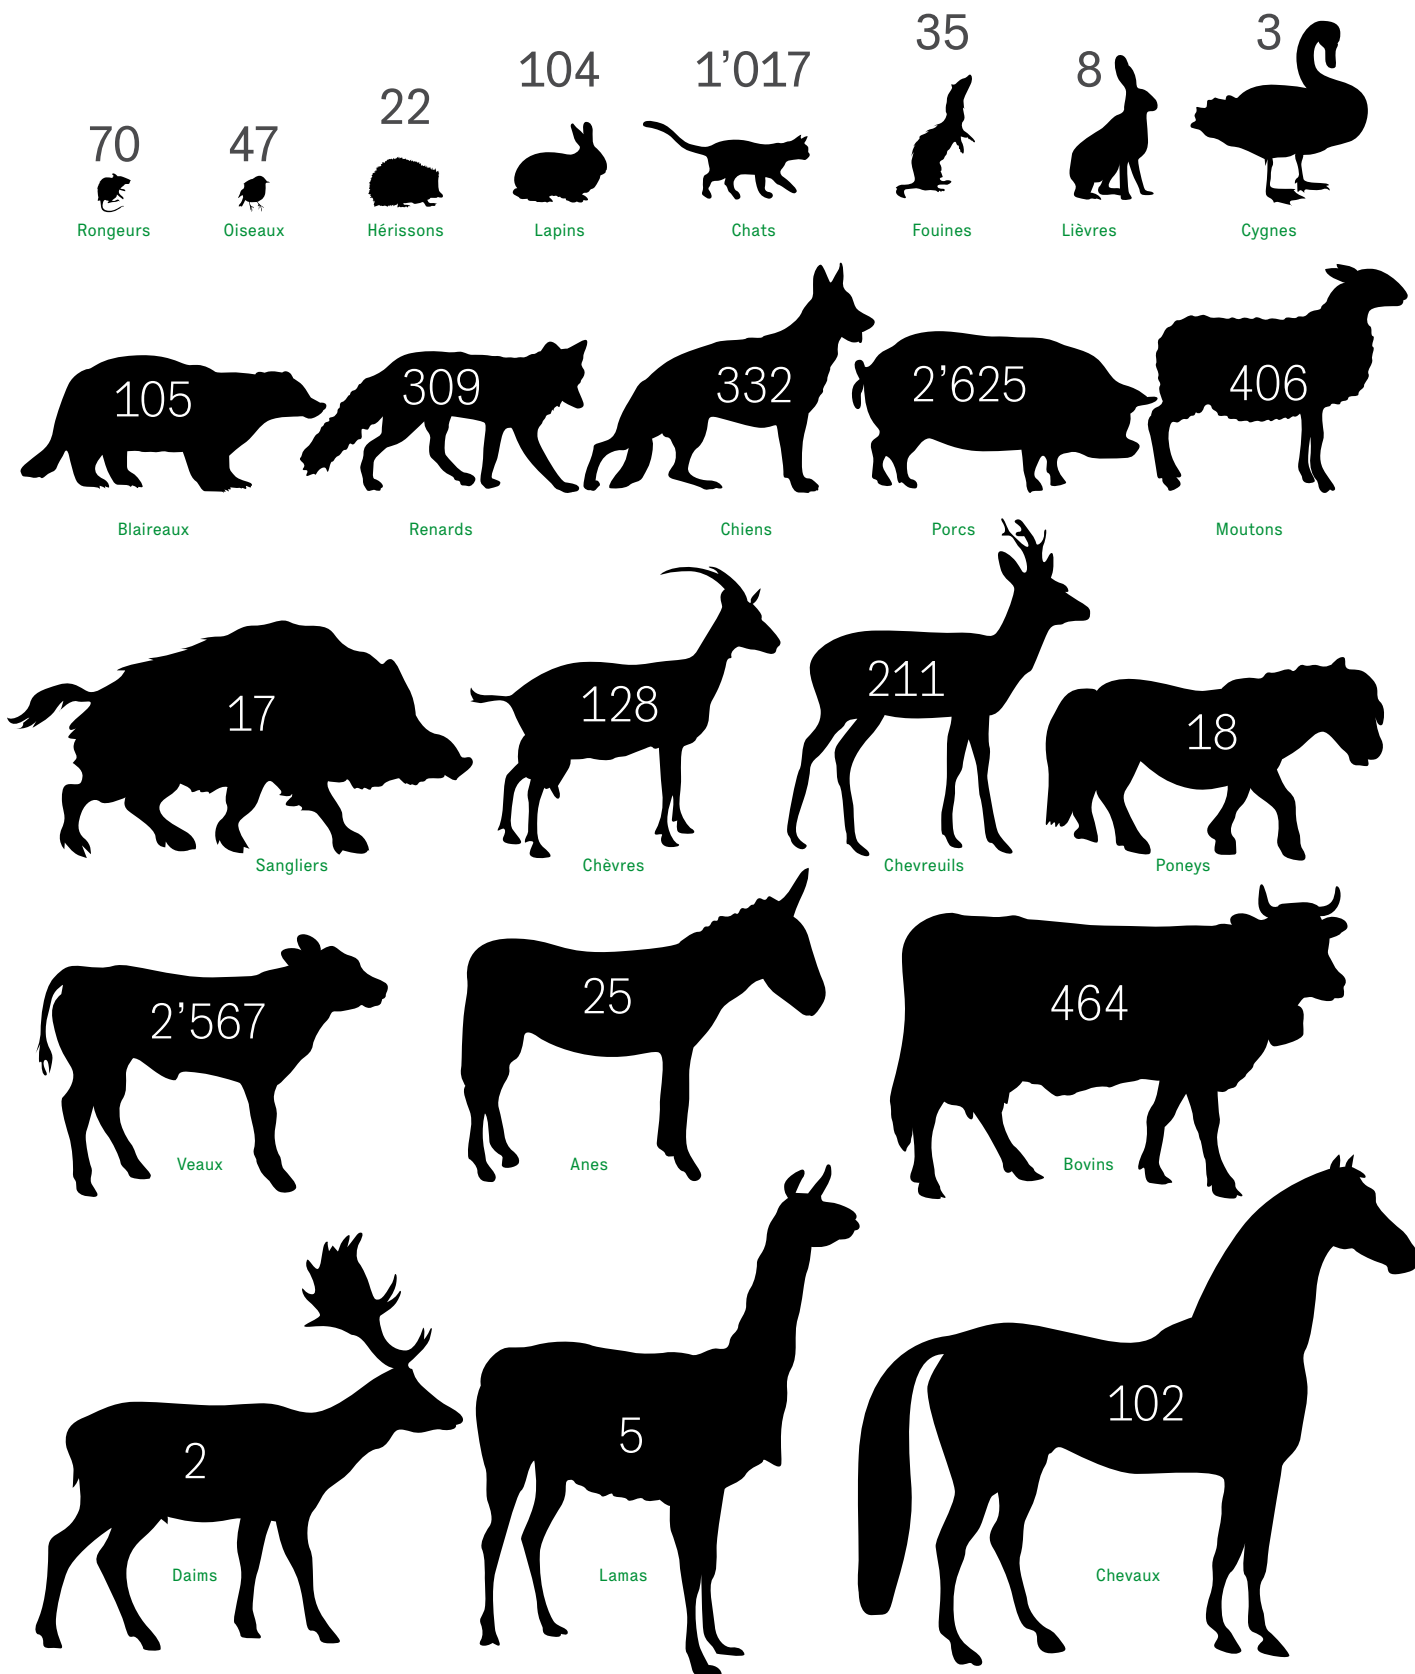 70
Rongeurs
47
Oiseaux
22
Hérissons
104
Lapins
1’017
Chats
35
Fouines
8
Lièvres
3
Cygnes
105
Blaireaux
309
Renards
332
Chiens
2’625
Porcs
406
Moutons
17
Sangliers
128
Chèvres
211
Chevreuils
18
Poneys
2’567
Veaux
25
Anes
464
Bovins
2
Daims
5
Lamas
102
Chevaux